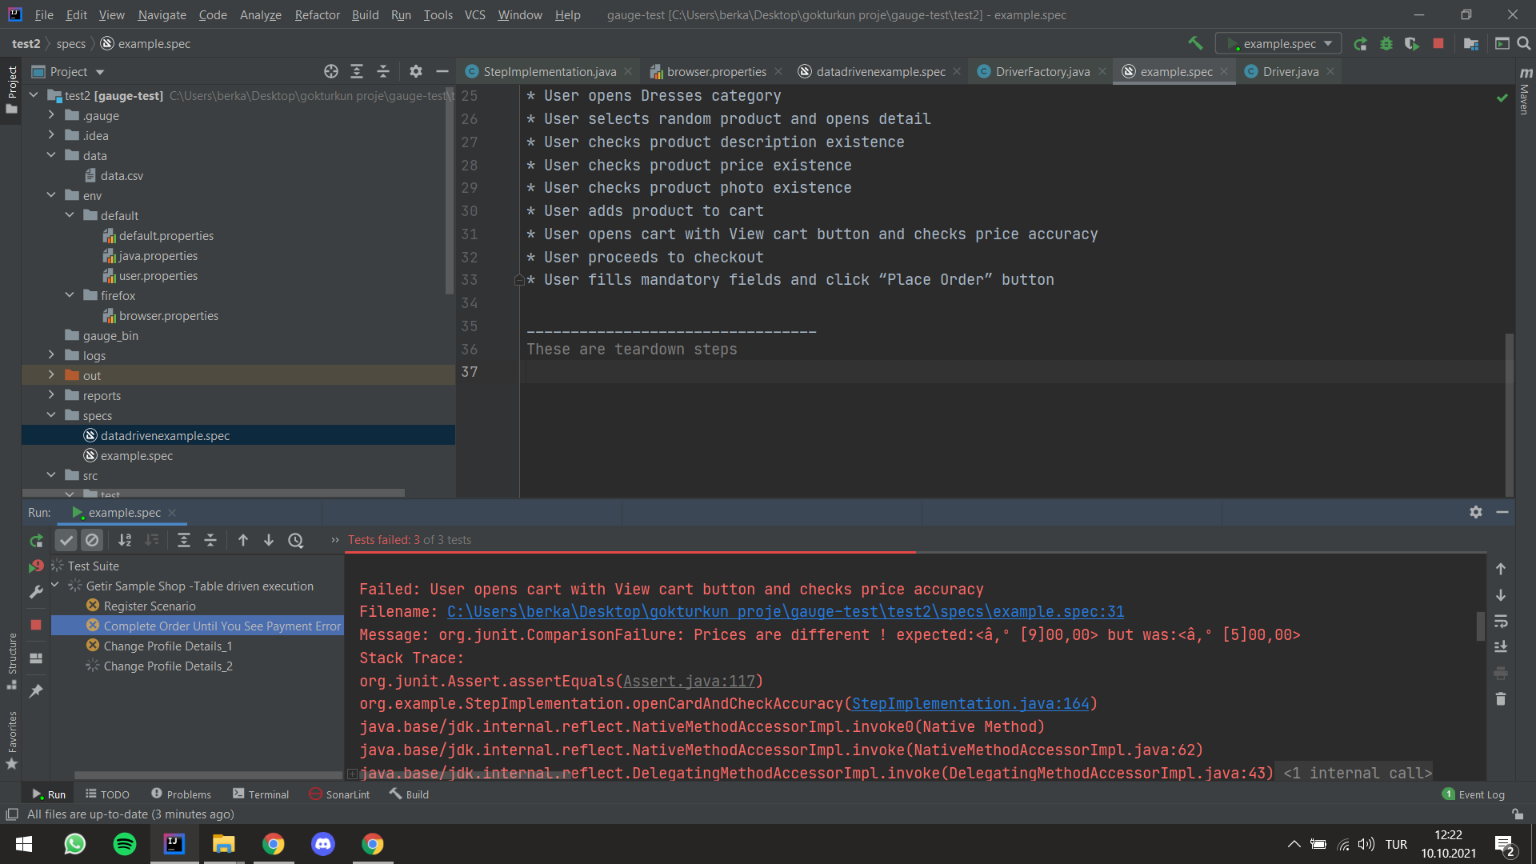 File Edit View Navigate Code Analyze Refactor Build Run Tools VCS Window Help gauge-test [C:\Users\berka\Desktop\gokturkun proje\gauge-test\test2] - example.spec
test2 specs example.spec
example.spec
Project
Project
StepImplementation.java browser.properties datadrivenexample.spec DriverFactory.java example.spec Driver.java
Maven
test2 [gauge-test] C:\Users\berka\Desktop\gokturkun proje\gauge-test\t
.gauge
.idea
data
data.csv
env
default
default.properties
java.properties
user.properties
firefox
browser.properties
gauge_bin
logs
out
reports
specs
datadrivenexample.spec
example.spec
src
test
25 * User opens Dresses category
26 * User selects random product and opens detail
27 * User checks product description existence
28 * User checks product price existence
29 * User checks product photo existence
30 * User adds product to cart
31 * User opens cart with View cart button and checks price accuracy
32 * User proceeds to checkout
33 * User fills mandatory fields and click “Place Order” button
34
35 _________________________________
36 These are teardown steps
37
Run: example.spec
Tests failed: 3 of 3 tests
Test Suite
Getir Sample Shop -Table driven execution
Register Scenario
Complete Order Until You See Payment Error
Change Profile Details_1
Change Profile Details_2
Structure
Favorites
Failed: User opens cart with View cart button and checks price accuracy
Filename: C:\Users\berka\Desktop\gokturkun proje\gauge-test\test2\specs\example.spec:31
Message: org.junit.ComparisonFailure: Prices are different ! expected:<â‚° [9]00,00> but was:<â‚° [5]00,00>
Stack Trace:
org.junit.Assert.assertEquals(Assert.java:117)
org.example.StepImplementation.openCardAndCheckAccuracy(StepImplementation.java:164)
java.base/jdk.internal.reflect.NativeMethodAccessorImpl.invoke0(Native Method)
java.base/jdk.internal.reflect.NativeMethodAccessorImpl.invoke(NativeMethodAccessorImpl.java:62)
java.base/jdk.internal.reflect.DelegatingMethodAccessorImpl.invoke(DelegatingMethodAccessorImpl.java:43) <1 internal call>
Run TODO Problems Terminal SonarLint Build 1 Event Log
All files are up-to-date (3 minutes ago)
TUR
12:22
10.10.2021
2